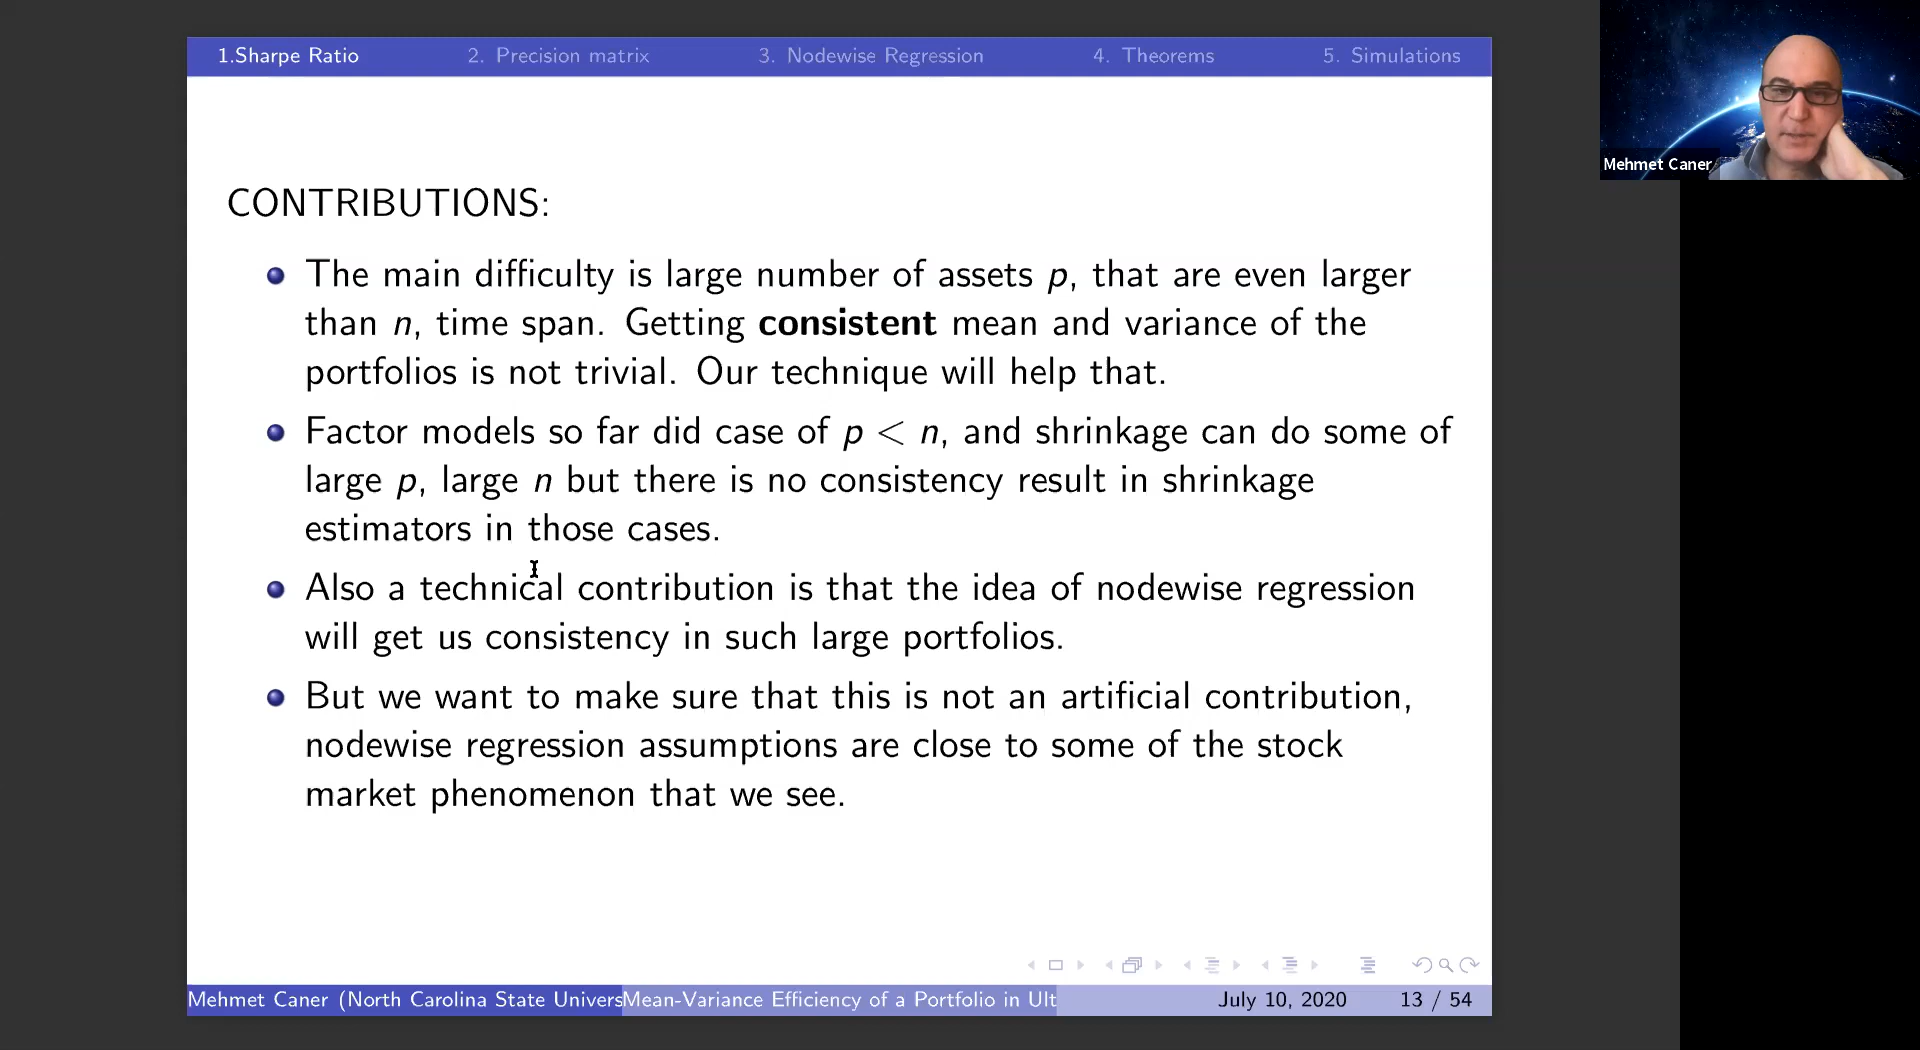 1.Sharpe Ratio
2. Precision matrix
3. Nodewise Regression
4. Theorems
5. Simulations
Mehmet Caner
CONTRIBUTIONS:
The main difficulty is large number of assets p, that are even larger
than n, time span. Getting consistent mean and variance of the
portfolios is not trivial. Our technique will help that.
Factor models so far did case of p < n, and shrinkage can do some of
large p, large n but there is no consistency result in shrinkage
estimators in those cases.
Also a technical contribution is that the idea of nodewise regression
will get us consistency in such large portfolios.
But we want to make sure that this is not an artificial contribution,
nodewise regression assumptions are close to some of the stock
market phenomenon that we see.
Mehmet Caner (North Carolina State Univers
Mean-Variance Efficiency of a Portfolio in Ult
July 10, 2020
13 / 54